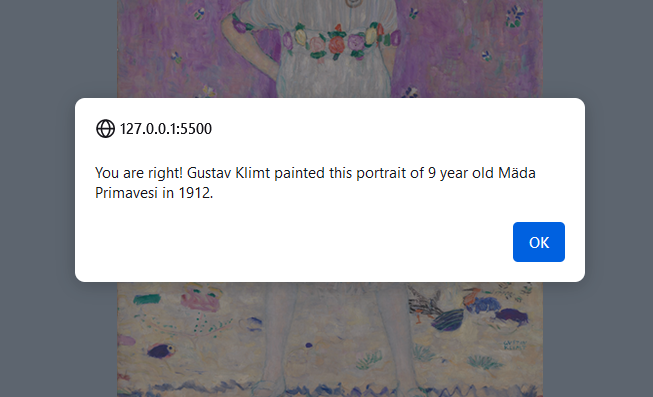 127.0.0.1:5500
You are right! Gustav Klimt painted this portrait of 9 year old Mäda
Primavesi in 1912.
OK